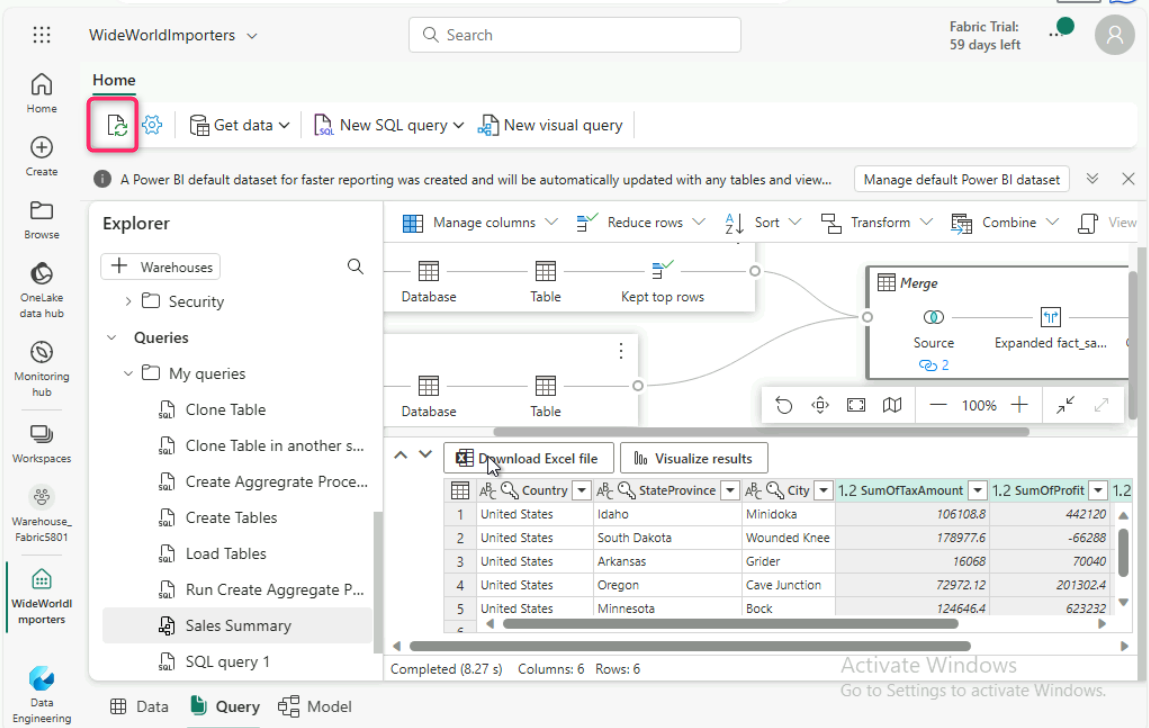 WideWorldImporters
Search
Fabric Trial:
59 days left
Home
Home
Create
Browse
OneLake
data hub
Monitoring
hub
Workspaces
Warehouse_
Fabric5801
WideWorldI
mporters
Data
Engineering
Get data
SQL
New SQL query
New visual query
A Power BI default dataset for faster reporting was created and will be automatically updated with any tables and view...
Manage default Power BI dataset
Explorer
Warehouses
Security
Queries
My queries
Clone Table
Clone Table in another s...
Create Aggregrate Proce...
Create Tables
Load Tables
Run Create Aggregate P...
Sales Summary
SQL query 1
Manage columns
Reduce rows
Sort
Transform
Combine
View
Database
Table
Kept top rows
Database
Table
Merge
Source
Expanded fact_sa...
2
100%
Download Excel file
Visualize results
Country StateProvince City 1.2 SumOfTaxAmount 1.2 SumOfProfit 1.2
1 United States Idaho Minidoka 106108.8 442120
2 United States South Dakota Wounded Knee 178977.6 -66288
3 United States Arkansas Grider 16068 70040
4 United States Oregon Cave Junction 72972.12 201302.4
5 United States Minnesota Bock 124646.4 623232
Completed (8.27 s) Columns: 6 Rows: 6
Activate Windows
Go to Settings to activate Windows.
Data
Query
Model